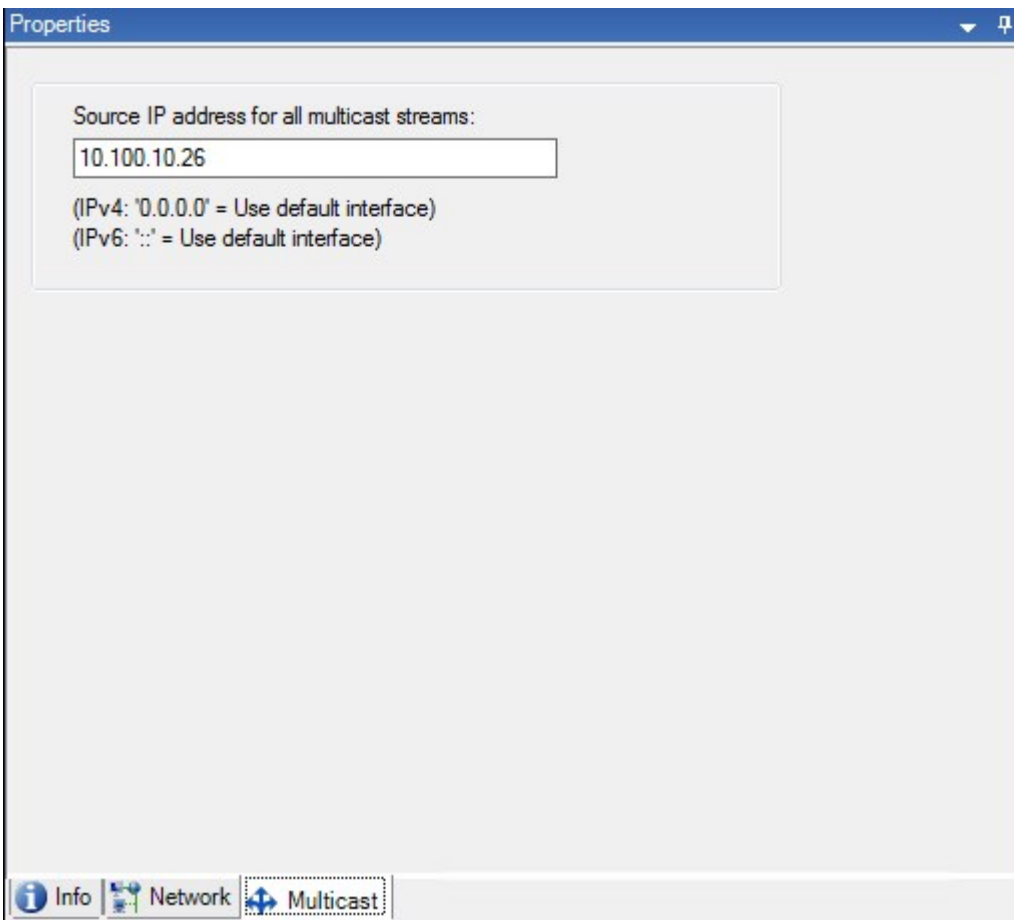 Properties
Source IP address for all multicast streams:
10.100.10.26
(IPv4: '0.0.0.0' = Use default interface)
(IPv6: '::' = Use default interface)
Info Network Multicast